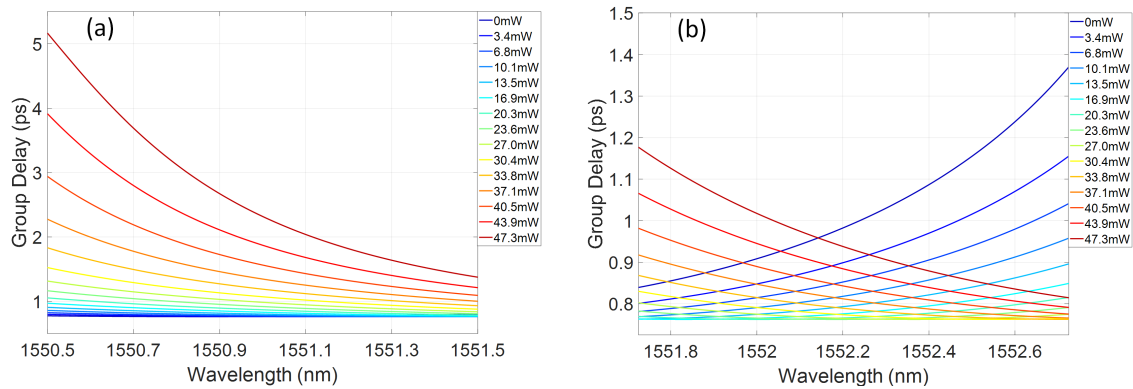 (a)
Group Delay (ps)
5
4
3
2
1
1550.5 1550.7 1550.9 1551.1 1551.3 1551.5
Wavelength (nm)
0mW
3.4mW
6.8mW
10.1mW
13.5mW
16.9mW
20.3mW
23.6mW
27.0mW
30.4mW
33.8mW
37.1mW
40.5mW
43.9mW
47.3mW
(b)
Group Delay (ps)
1.5
1.4
1.3
1.2
1.1
1
0.9
0.8
1551.8 1552 1552.2 1552.4 1552.6
Wavelength (nm)
0mW
3.4mW
6.8mW
10.1mW
13.5mW
16.9mW
20.3mW
23.6mW
27.0mW
30.4mW
33.8mW
37.1mW
40.5mW
43.9mW
47.3mW